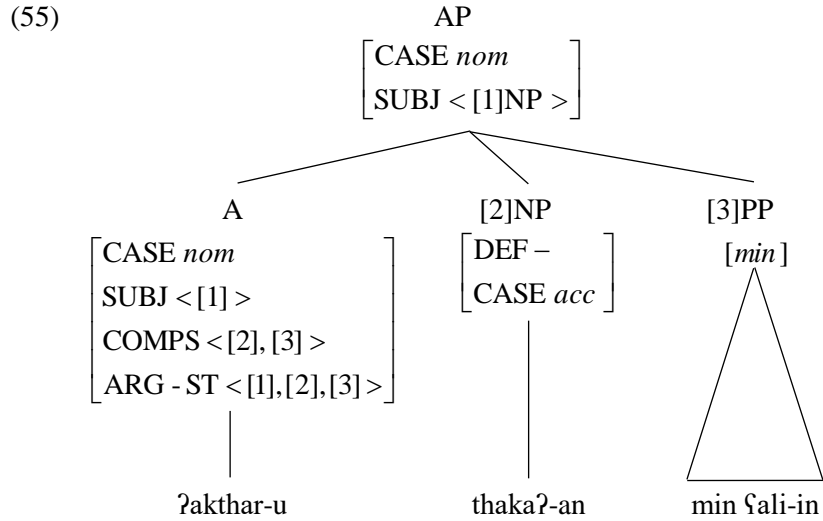 (55) AP
[CASE nom
SUBJ < [1]NP >]
A [2]NP [3]PP
[CASE nom
SUBJ <[1] >
COMPS <[2],[3] >
ARG - ST <[1],[2],[3] >]
[DEF –
CASE acc]
[min]
ʔakthar-u thakaʔ-an min ʕali-in